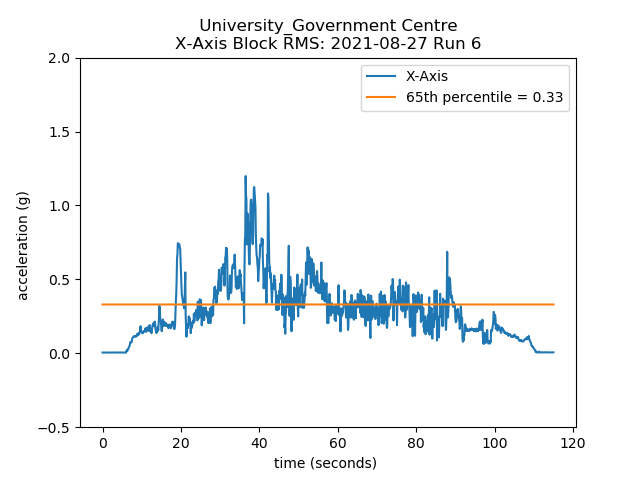 University_Government Centre
X-Axis Block RMS: 2021-08-27 Run 6
X-Axis
65th percentile = 0.33
acceleration (g)
2.0
1.5
1.0
0.5
0.0
−0.5
0 20 40 60 80 100 120
time (seconds)